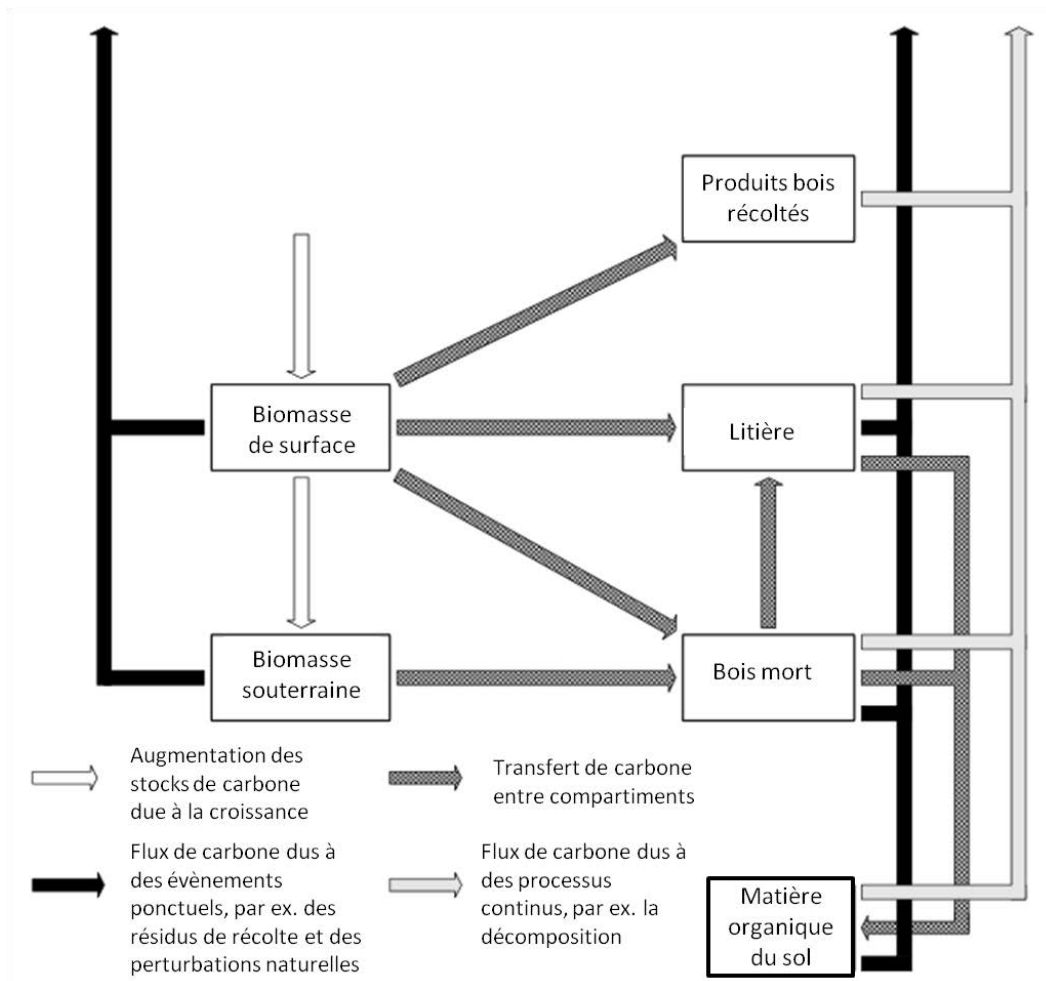 Produits bois
récoltés
Biomasse
de surface
Litière
Biomasse
souterraine
Bois mort
Augmentation des
stocks de carbone
due à la croissance
Transfert de carbone
entre compartiments
Flux de carbone dus à
des évènements
ponctuels, par ex. des
résidus de récolte et des
perturbations naturelles
Flux de carbone dus à
des processus
continus, par ex. la
décomposition
Matière
organique
du sol